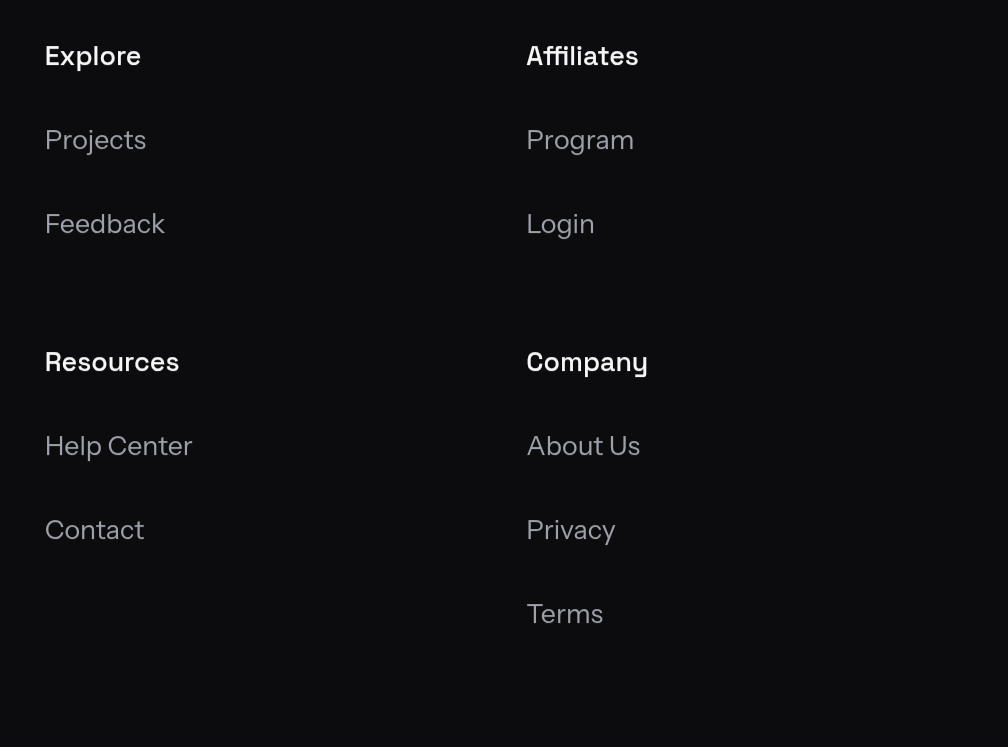 Explore
Projects
Feedback
Affiliates
Program
Login
Resources
Help Center
Contact
Company
About Us
Privacy
Terms